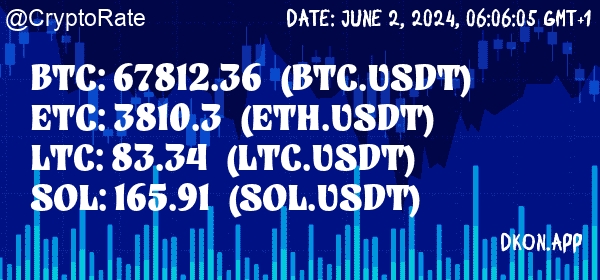 @CryptoRate
DATE: JUNE 2, 2024, 06:06:05 GMT+1
BTC: 67812.36 (BTC.USDT)
ETC: 3810.3 (ETH.USDT)
LTC: 83.34 (LTC.USDT)
SOL: 165.91 (SOL.USDT)
DKON.APP